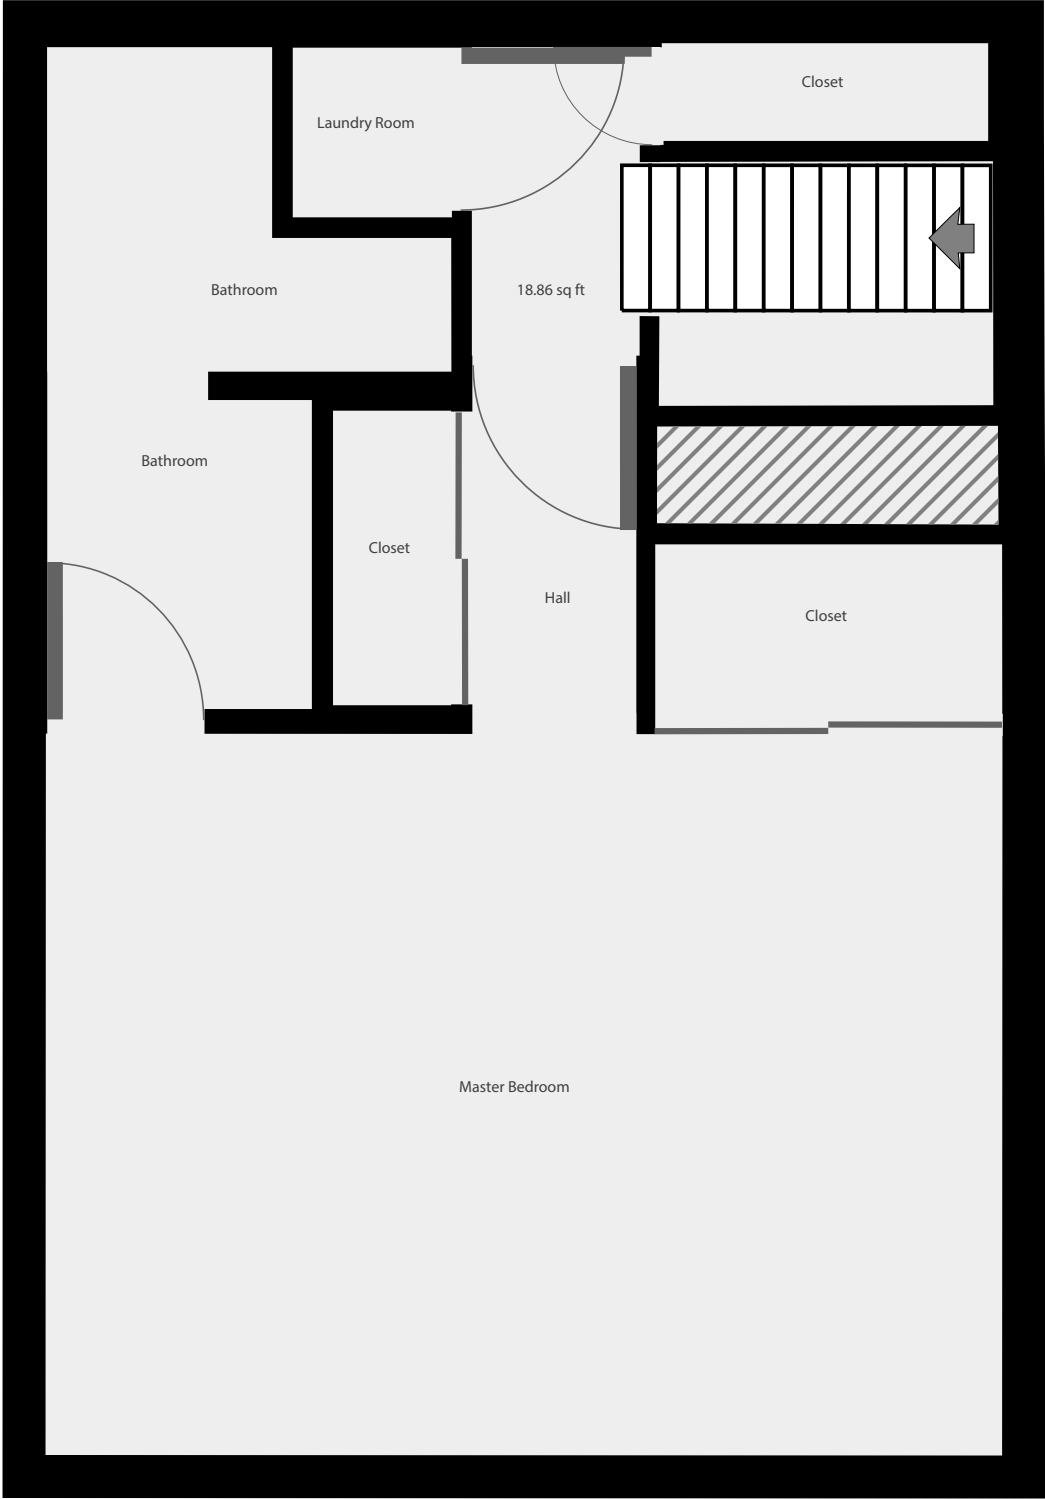 Closet
Laundry Room
Bathroom
18.86 sq ft
Bathroom
Closet
Hall
Closet
Master Bedroom